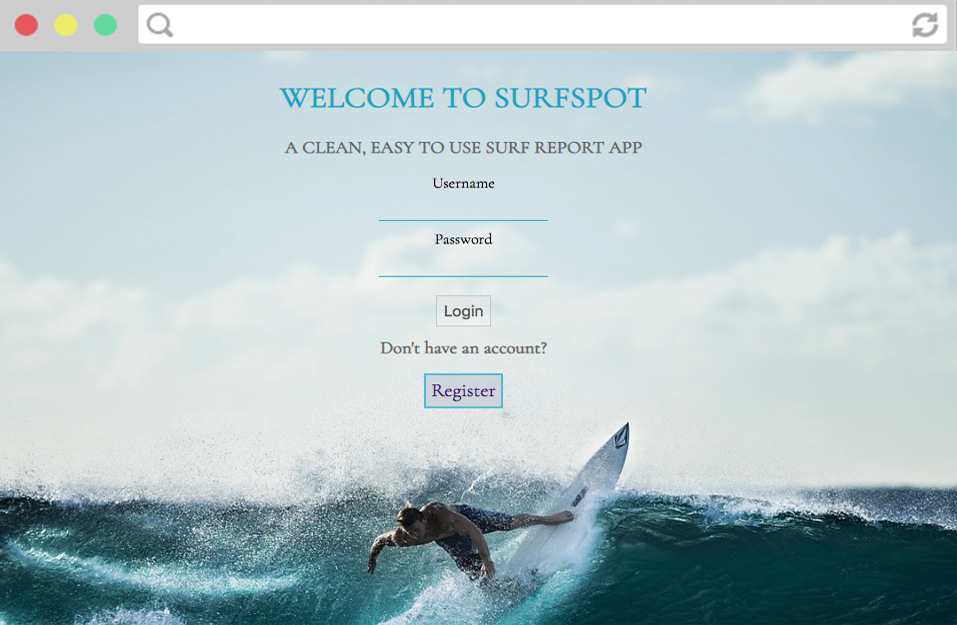 WELCOME TO SURFSPOT
A CLEAN, EASY TO USE SURF REPORT APP
Username
Password
Login
Don't have an account?
Register